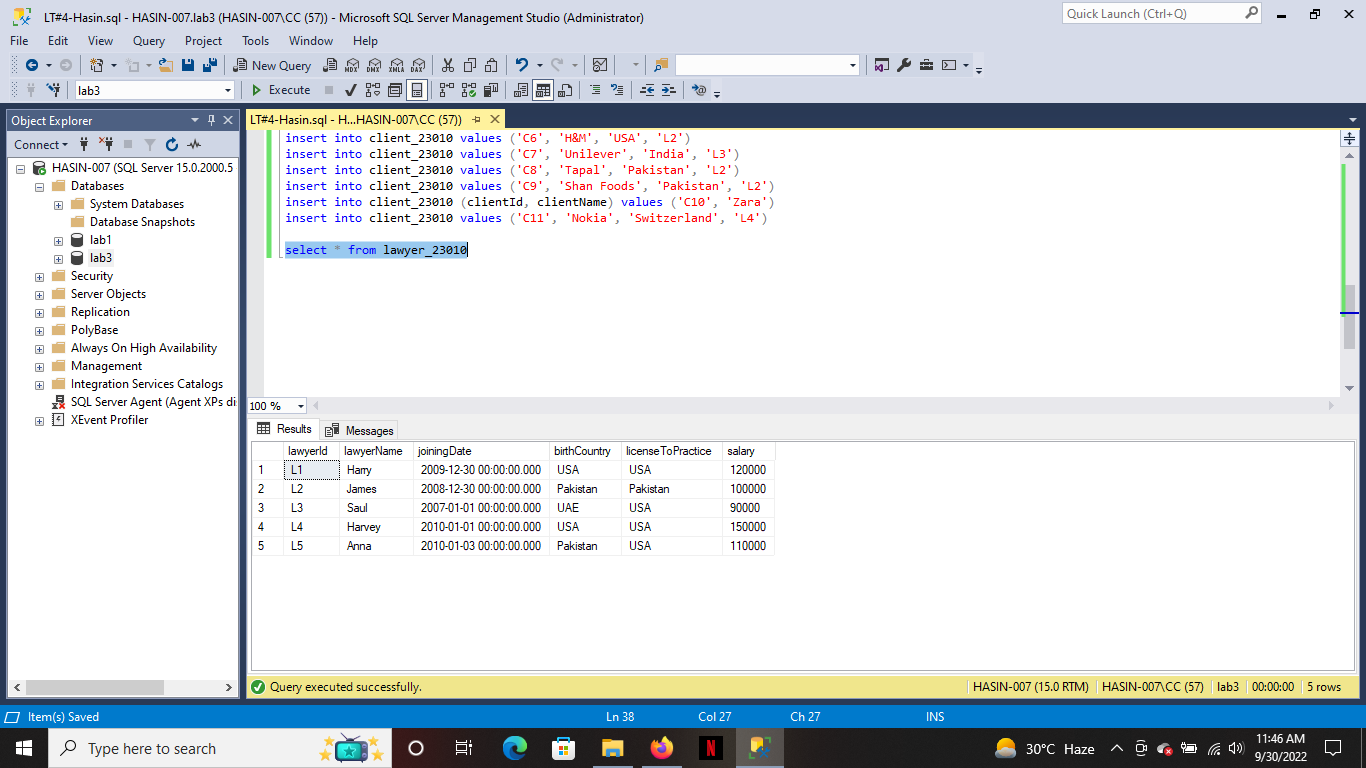 LT#4-Hasin.sql - HASIN-007.lab3 (HASIN-007\CC (57)) - Microsoft SQL Server Management Studio (Administrator)
Quick Launch (Ctrl+Q)
File Edit View Query Project Tools Window Help
New Query MDX DMX XMLA DAX
lab3 Execute
Object Explorer
Connect
HASIN-007 (SQL Server 15.0.2000.5
Databases
System Databases
Database Snapshots
lab1
lab3
Security
Server Objects
Replication
PolyBase
Always On High Availability
Management
Integration Services Catalogs
SQL Server Agent (Agent XPs di
XEvent Profiler
LT#4-Hasin.sql - H...HASIN-007\CC (57))
insert into client_23010 values ('C6', 'H&M', 'USA', 'L2')
insert into client_23010 values ('C7', 'Unilever', 'India', 'L3')
insert into client_23010 values ('C8', 'Tapal', 'Pakistan', 'L2')
insert into client_23010 values ('C9', 'Shan Foods', 'Pakistan', 'L2')
insert into client_23010 (clientId, clientName) values ('C10', 'Zara')
insert into client_23010 values ('C11', 'Nokia', 'Switzerland', 'L4')
select * from lawyer_23010
100 %
Results Messages
lawyerId lawyerName joiningDate birthCountry licenseToPractice salary
1 L1 Harry 2009-12-30 00:00:00.000 USA USA 120000
2 L2 James 2008-12-30 00:00:00.000 Pakistan Pakistan 100000
3 L3 Saul 2007-01-01 00:00:00.000 UAE USA 90000
4 L4 Harvey 2010-01-01 00:00:00.000 USA USA 150000
5 L5 Anna 2010-01-03 00:00:00.000 Pakistan USA 110000
Query executed successfully. HASIN-007 (15.0 RTM) HASIN-007\CC (57) lab3 00:00:00 5 rows
Item(s) Saved Ln 38 Col 27 Ch 27 INS
Type here to search
N
30°C Haze
11:46 AM
9/30/2022